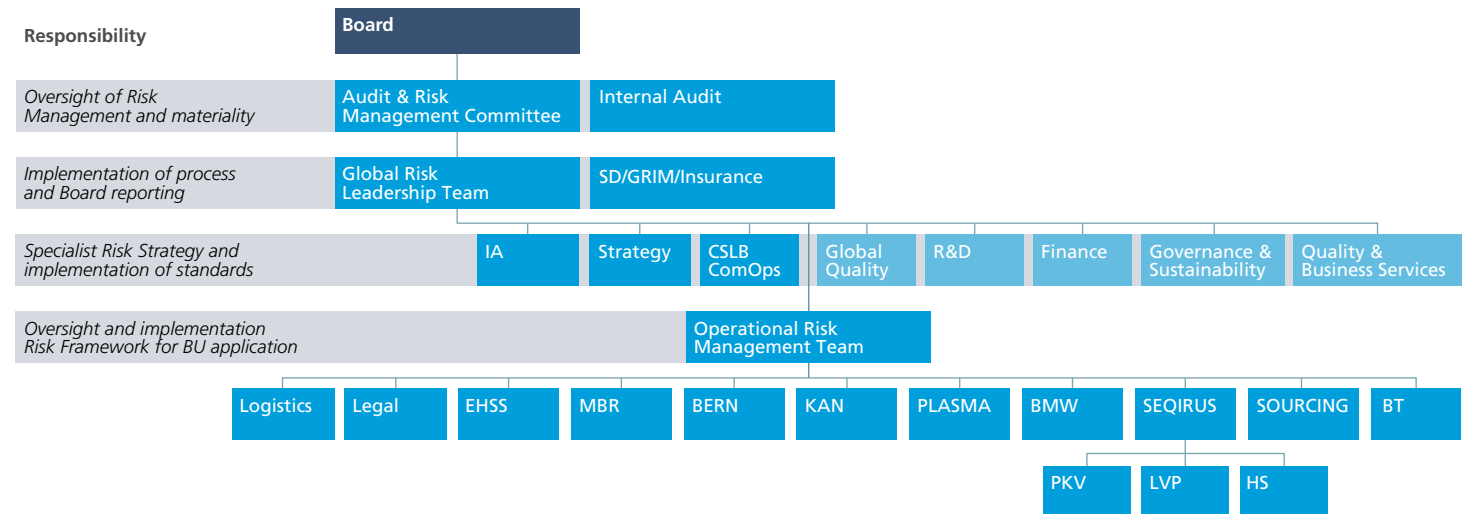 Responsibility
Board
Oversight of Risk
Management and materiality
Audit & Risk
Management Committee
Internal Audit
Implementation of process
and Board reporting
Global Risk
Leadership Team
SD/GRIM/Insurance
Specialist Risk Strategy and
implementation of standards
IA
Strategy
CSLB
ComOps
Global
Quality
R&D
Finance
Governance &
Sustainability
Quality &
Business Services
Oversight and implementation
Risk Framework for BU application
Operational Risk
Management Team
Logistics
Legal
EHSS
MBR
BERN
KAN
PLASMA
BMW
SEQIRUS
SOURCING
BT
PKV
LVP
HS